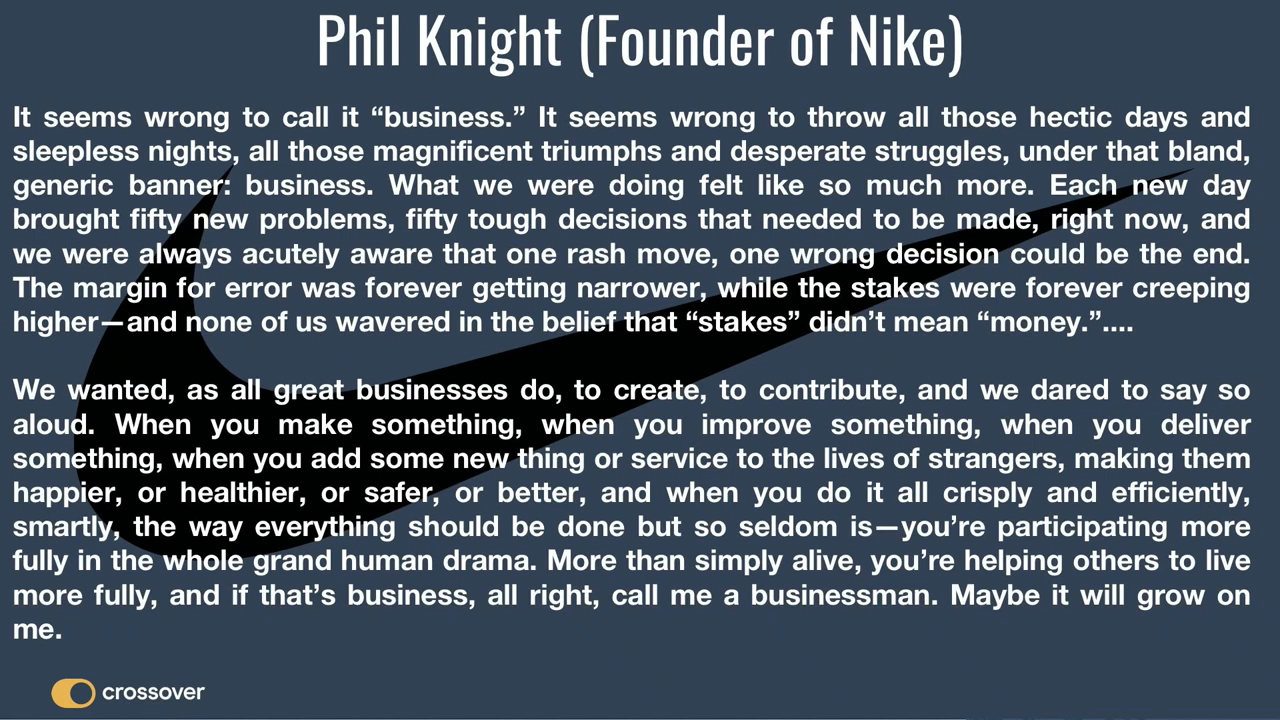 Phil Knight (Founder of Nike)
It seems wrong to call it “business.” It seems wrong to throw all those hectic days and
sleepless nights, all those magnificent triumphs and desperate struggles, under that bland,
generic banner: business. What we were doing felt like so much more. Each new day
brought fifty new problems, fifty tough decisions that needed to be made, right now, and
we were always acutely aware that one rash move, one wrong decision could be the end.
The margin for error was forever getting narrower, while the stakes were forever creeping
higher—and none of us wavered in the belief that “stakes” didn’t mean “money.”....
We wanted, as all great businesses do, to create, to contribute, and we dared to say so
aloud. When you make something, when you improve something, when you deliver
something, when you add some new thing or service to the lives of strangers, making them
happier, or healthier, or safer, or better, and when you do it all crisply and efficiently,
smartly, the way everything should be done but so seldom is—you’re participating more
fully in the whole grand human drama. More than simply alive, you’re helping others to live
more fully, and if that’s business, all right, call me a businessman. Maybe it will grow on
me.
crossover